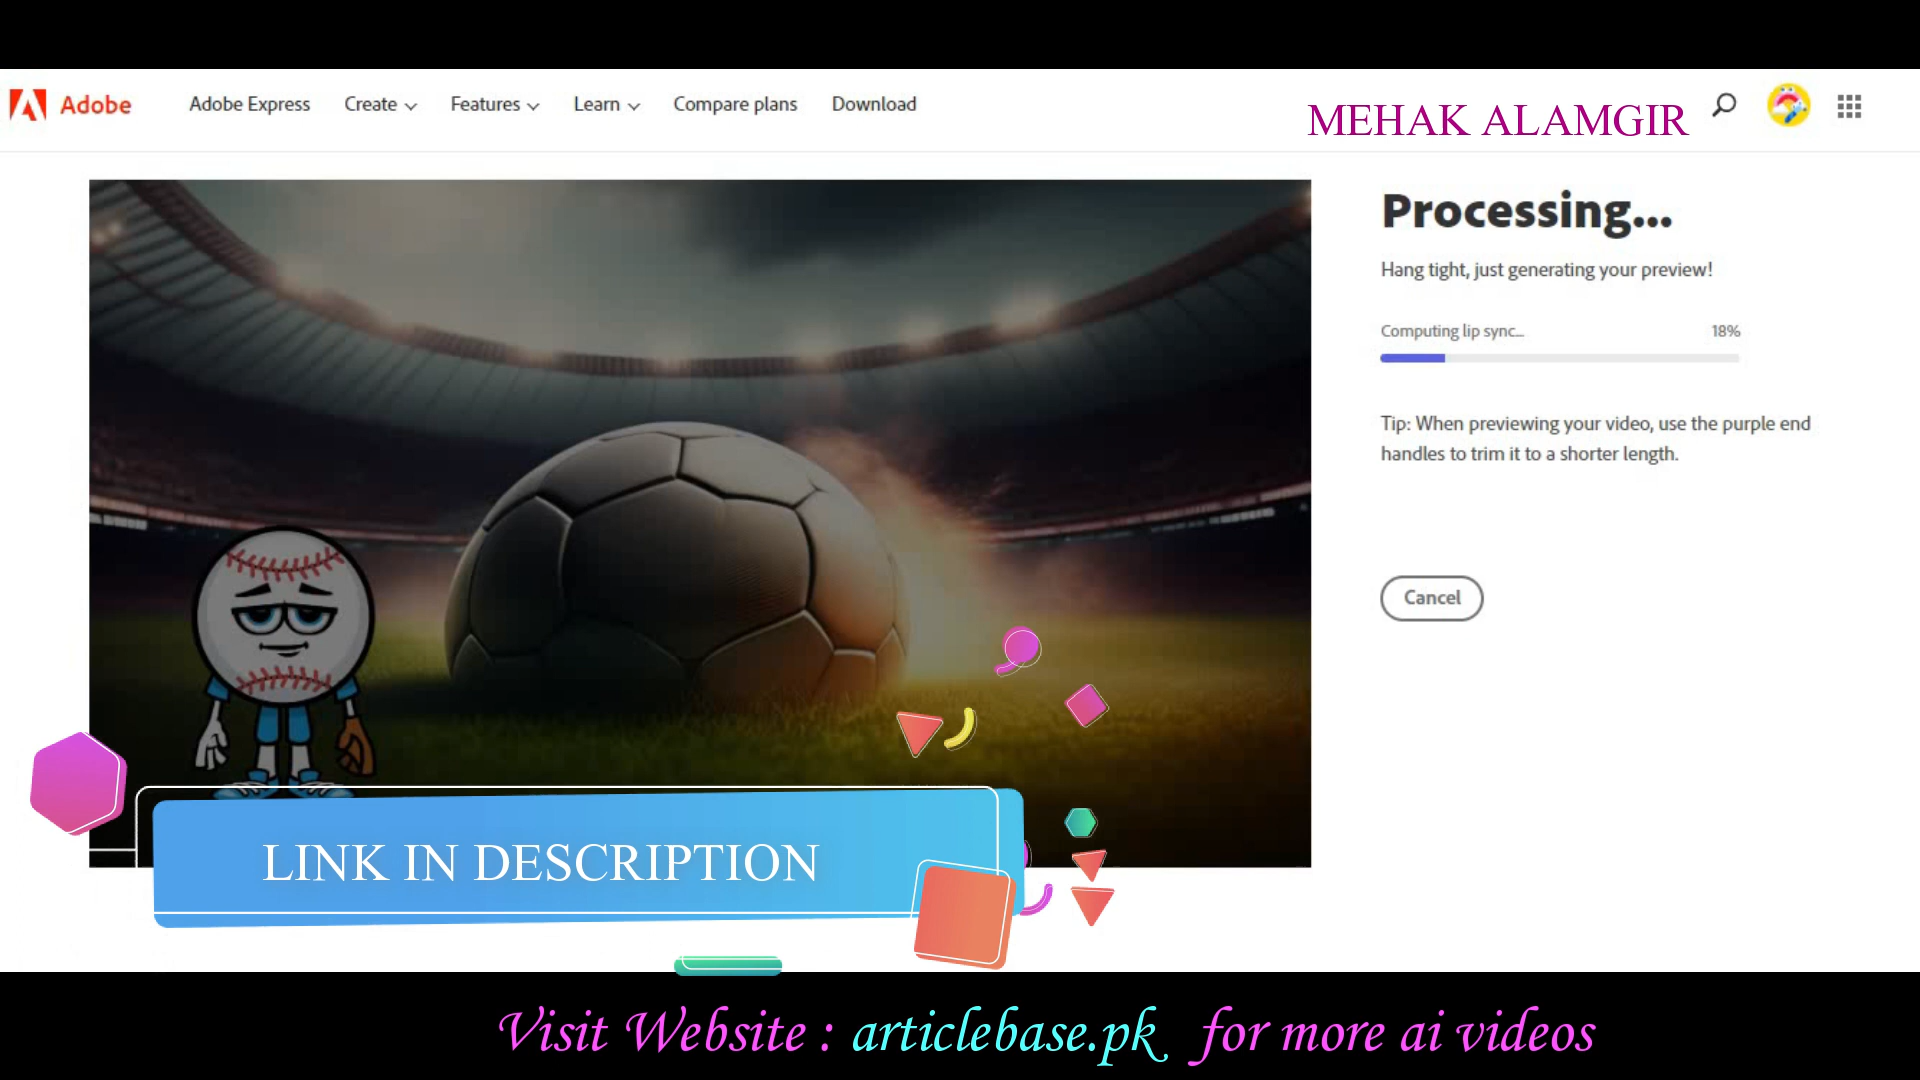 Adobe Adobe Express Create Features Learn Compare plans Download MEHAK ALAMGIR
Processing...
Hang tight, just generating your preview!
Computing lip sync... 18%
Tip: When previewing your video, use the purple end
handles to trim it to a shorter length.
Cancel
LINK IN DESCRIPTION
Visit Website : articlebase.pk for more ai videos